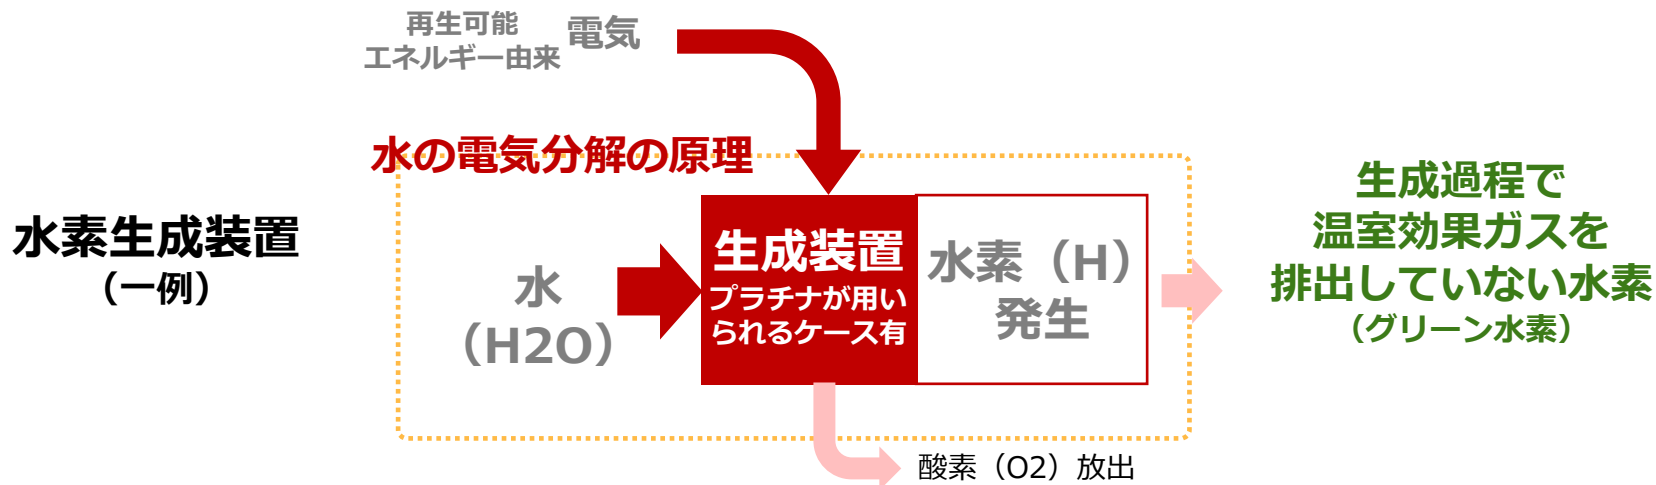 再生可能
エネルギー由来
電気
水の電気分解の原理
水素生成装置
（一例）
水
（H2O）
生成装置
プラチナが用い
られるケース有
水素（H）
発生
生成過程で
温室効果ガスを
排出していない水素
（グリーン水素）
酸素（O2）放出